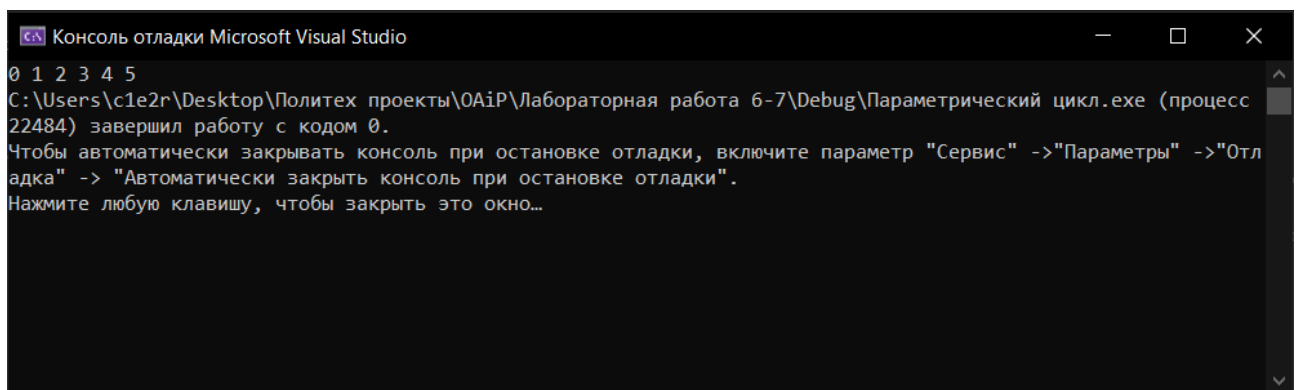 Консоль отладки Microsoft Visual Studio
0 1 2 3 4 5
C:\Users\c1e2r\Desktop\Политех проекты\OAiP\Лабораторная работа 6-7\Debug\Параметрический цикл.exe (процесс
22484) завершил работу с кодом 0.
Чтобы автоматически закрывать консоль при остановке отладки, включите параметр "Сервис" ->"Параметры" ->"Отл
адка" -> "Автоматически закрыть консоль при остановке отладки".
Нажмите любую клавишу, чтобы закрыть это окно…